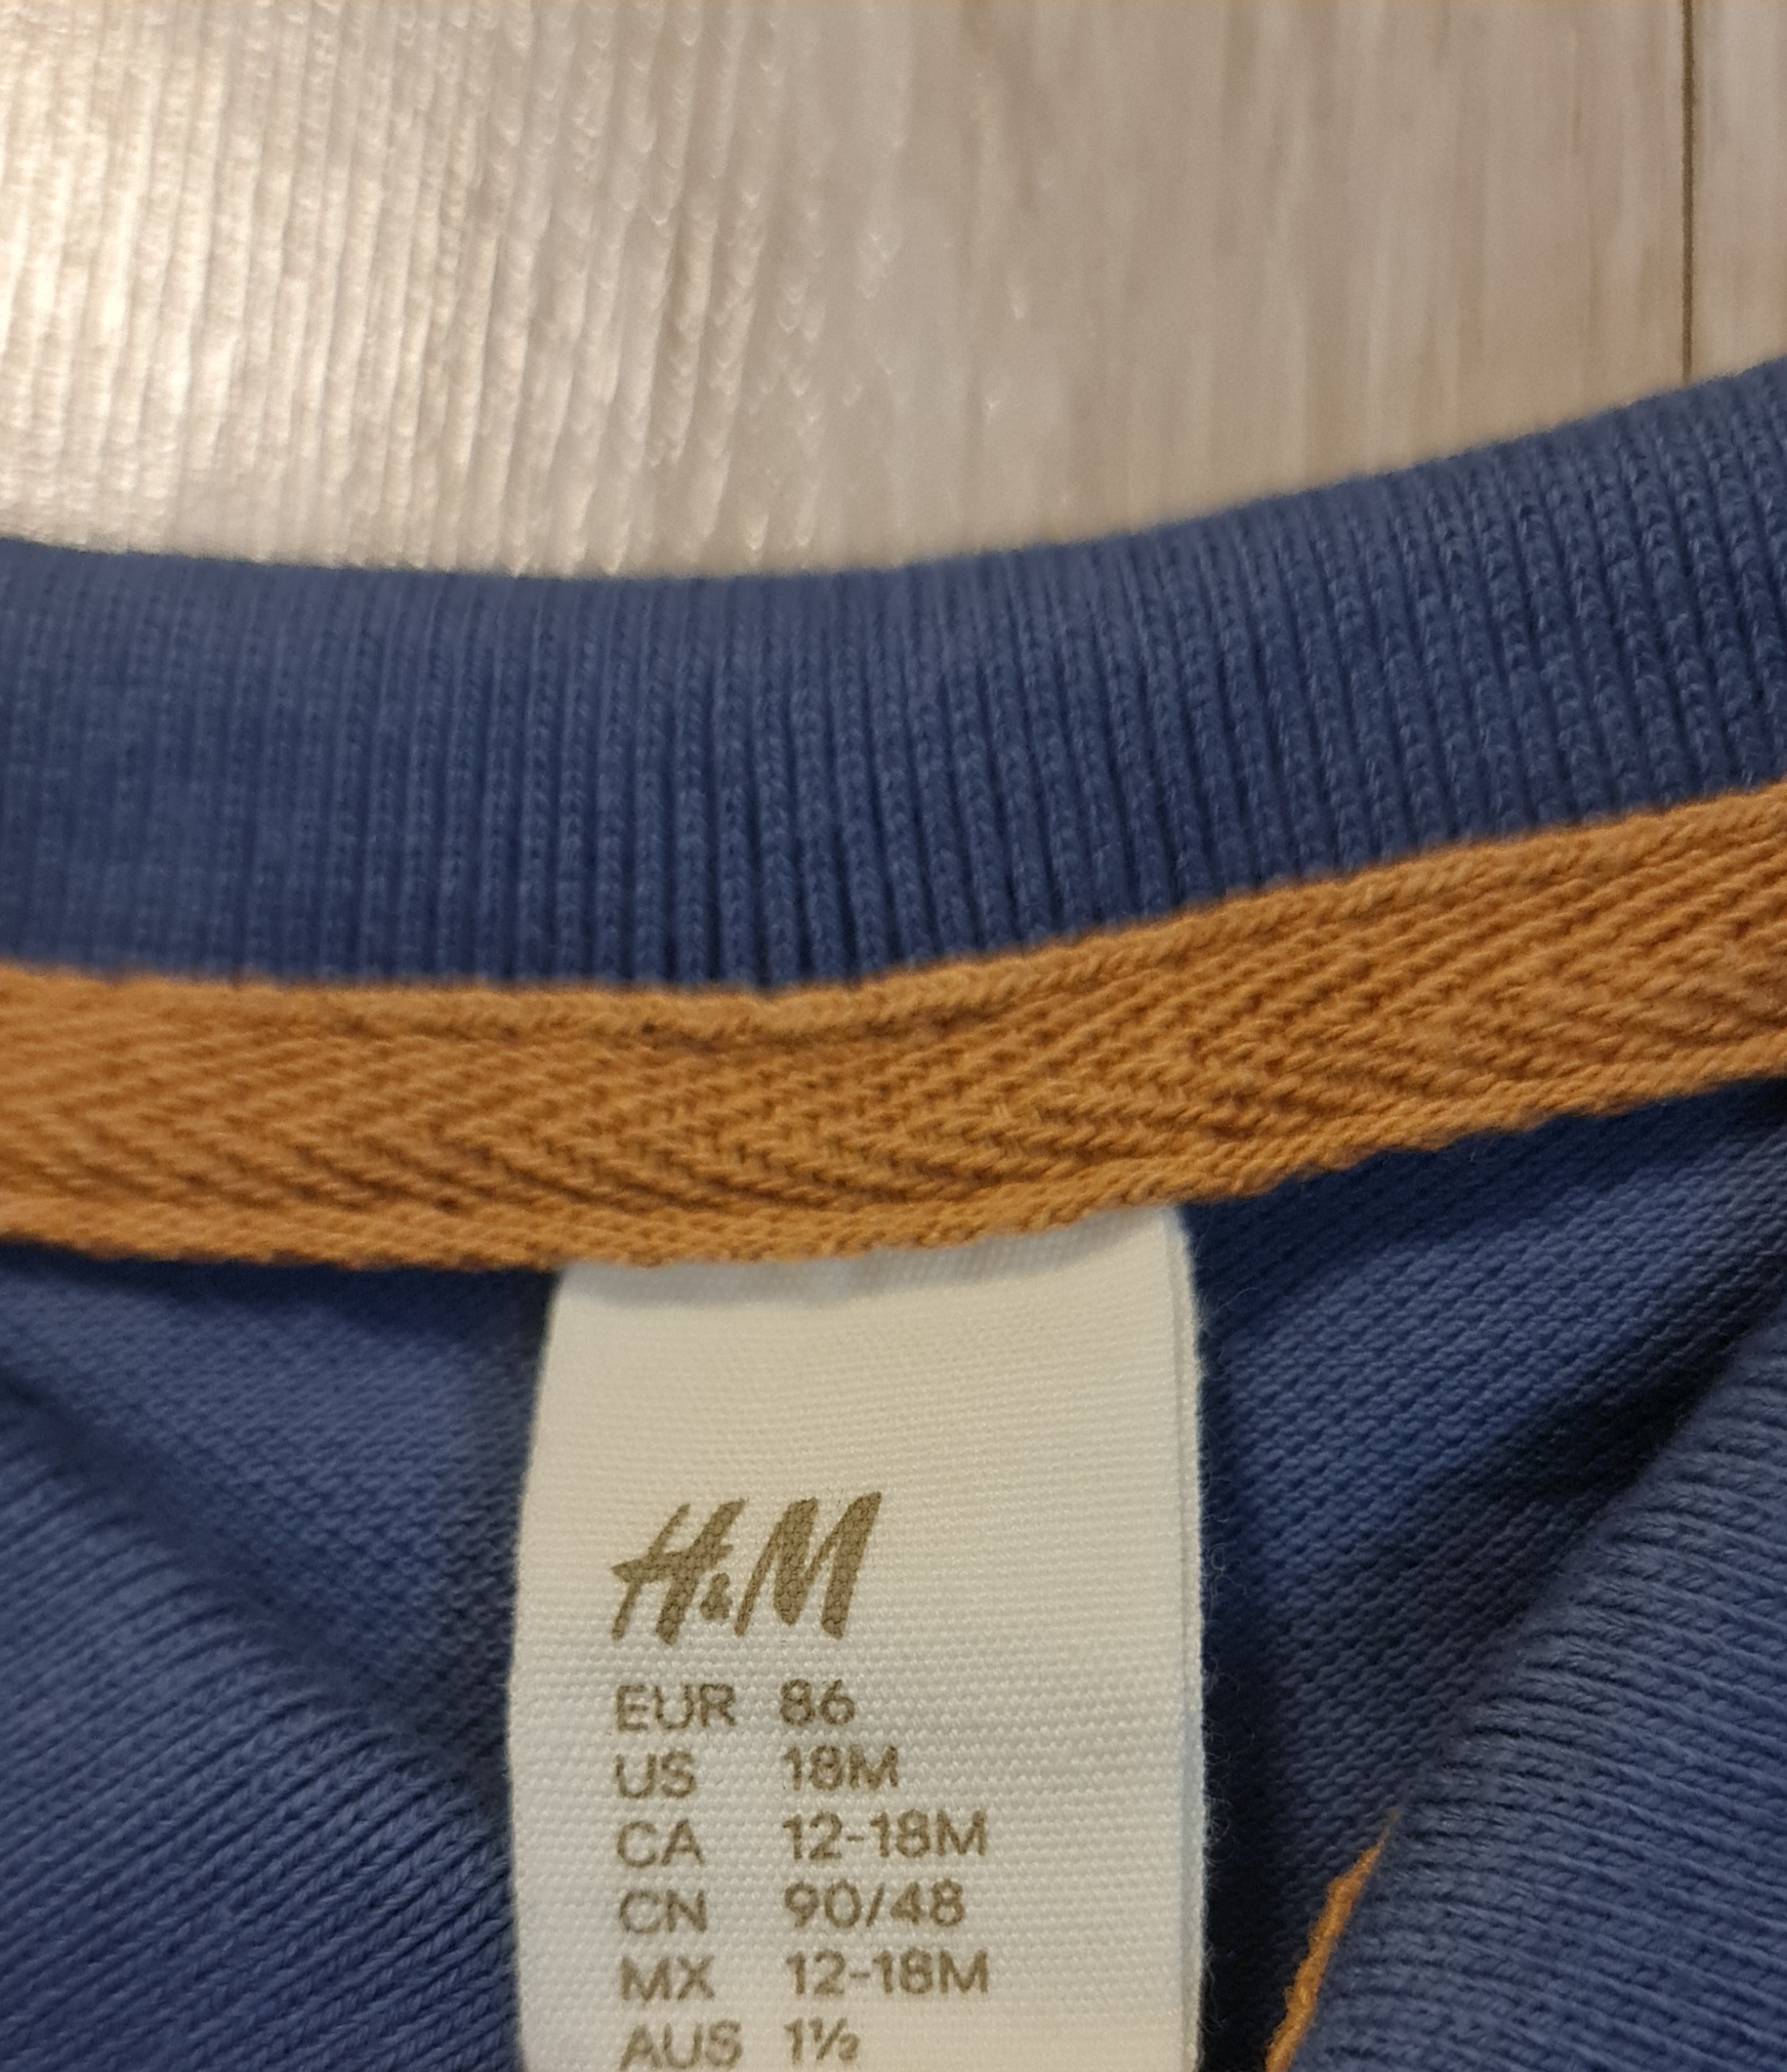 H&M
EUR 86
US 18M
CA 12-18M
CN 90/48
MX 12-18M
AUS 1½